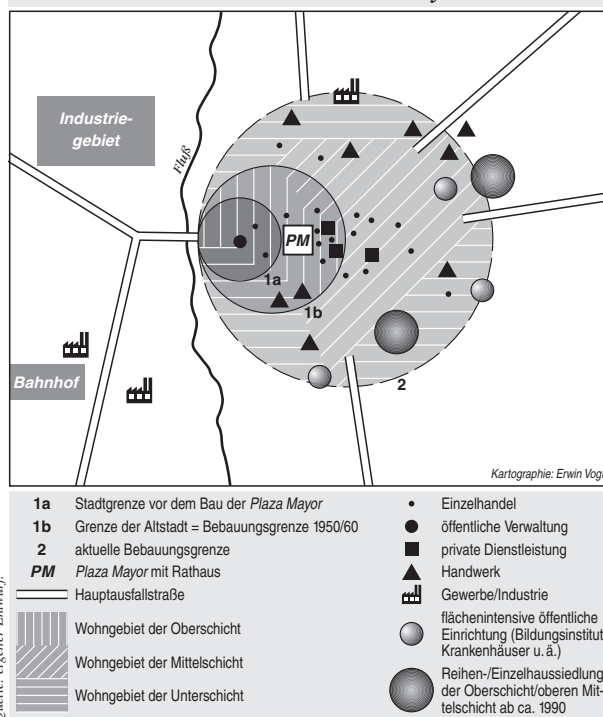 Industrie-
gebiet
Fluß
PM
1a
1b
Bahnhof
2
Kartographie: Erwin Vogl
1a Stadtgrenze vor dem Bau der Plaza Mayor
1b Grenze der Altstadt = Bebauungsgrenze 1950/60
2 aktuelle Bebauungsgrenze
PM Plaza Mayor mit Rathaus
Hauptausfallstraße
Wohngebiet der Oberschicht
Wohngebiet der Mittelschicht
Wohngebiet der Unterschicht
Einzelhandel
öffentliche Verwaltung
private Dienstleistung
Handwerk
Gewerbe/Industrie
flächenintensive öffentliche
Einrichtung (Bildungsinstitut
Krankenhäuser u. ä.)
Reihen-/Einzelhaussiedlung
der Oberschicht/oberen Mit-
telschicht ab ca. 1990